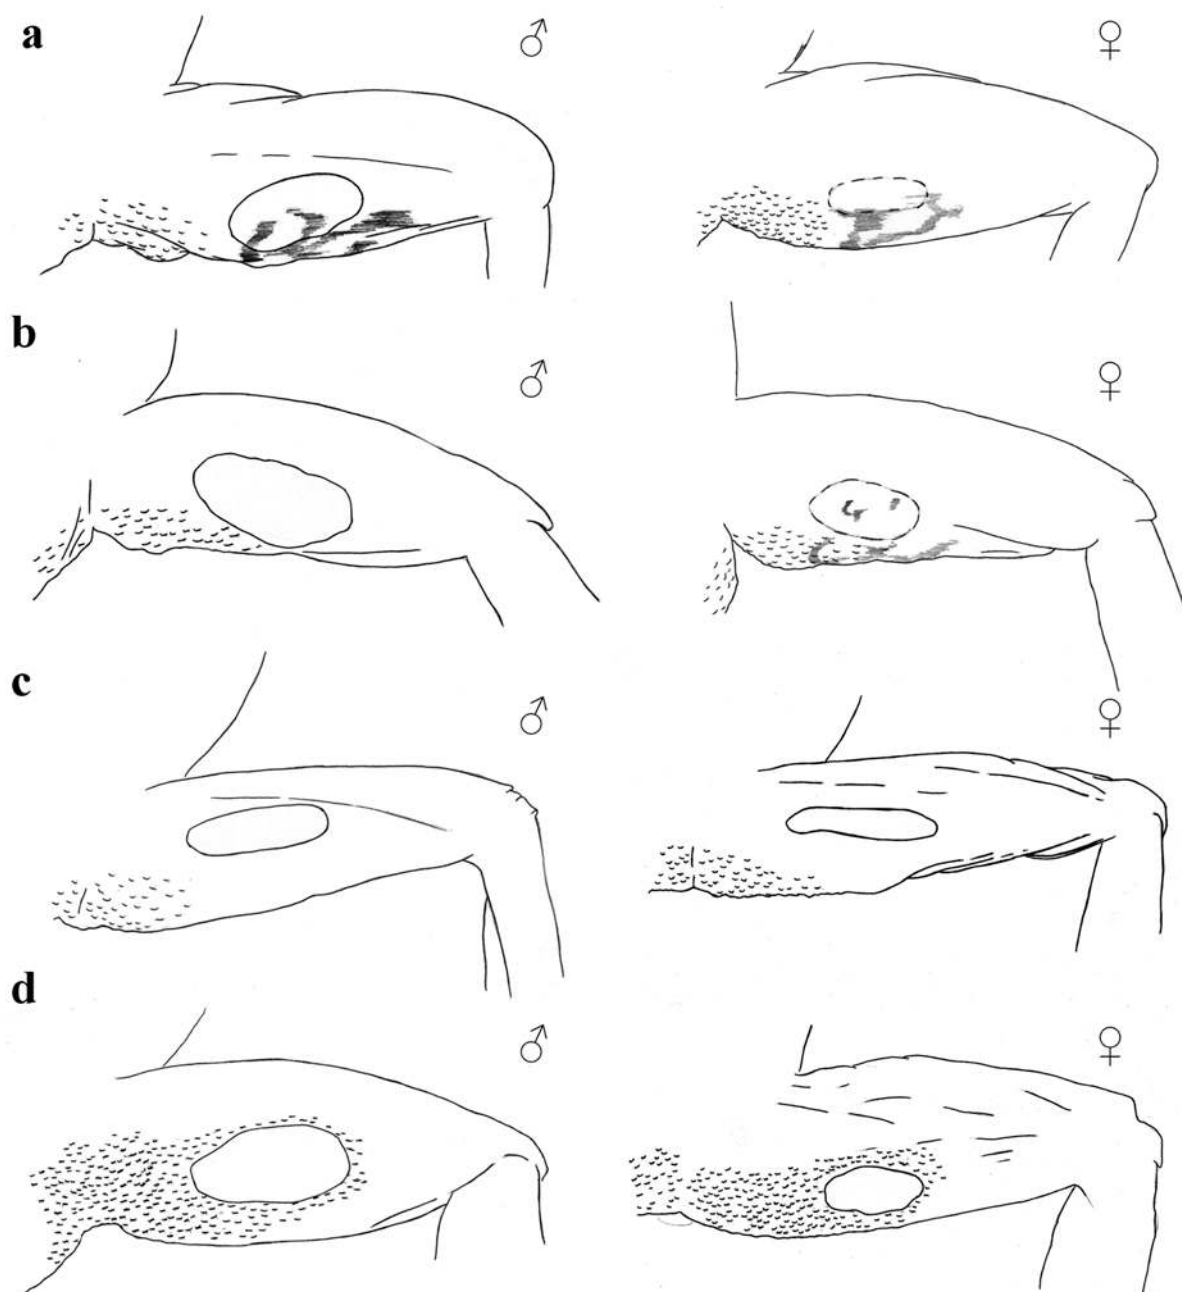 a ♂ ♀
b ♂ ♀
c ♂ ♀
d ♂ ♀